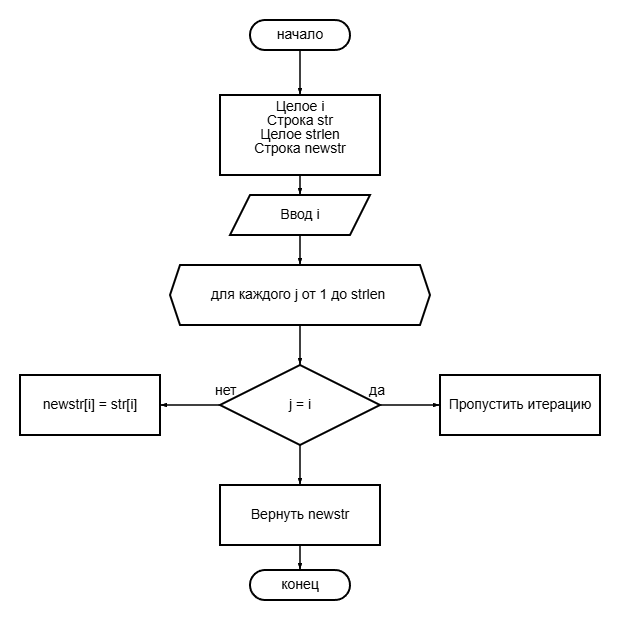 начало
Целое i
Строка str
Целое strlen
Строка newstr
Ввод i
для каждого j от 1 до strlen
нет
да
newstr[i] = str[i]
j = i
Пропустить итерацию
Вернуть newstr
конец